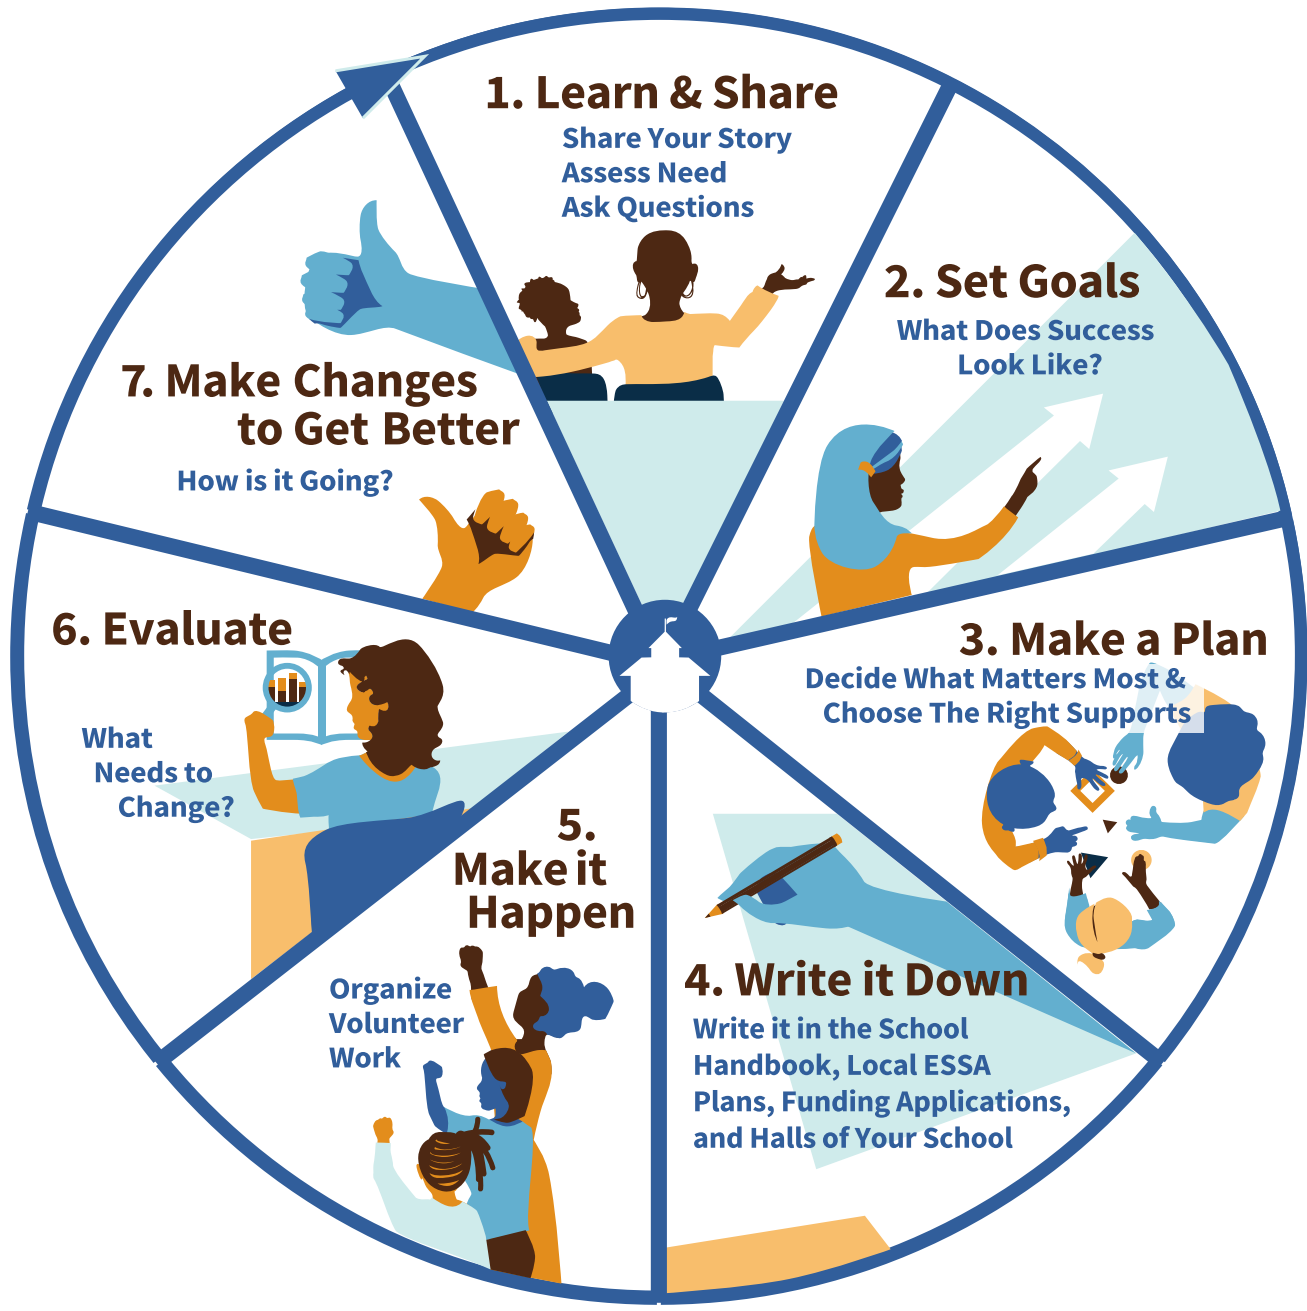 1. Learn & Share
Share Your Story
Assess Need
Ask Questions
2. Set Goals
What Does Success
Look Like?
3. Make a Plan
Decide What Matters Most &
Choose The Right Supports
4. Write it Down
Write it in the School
Handbook, Local ESSA
Plans, Funding Applications,
and Halls of Your School
5.
Make it
Happen
Organize
Volunteer
Work
6. Evaluate
What
Needs to
Change?
7. Make Changes
to Get Better
How is it Going?